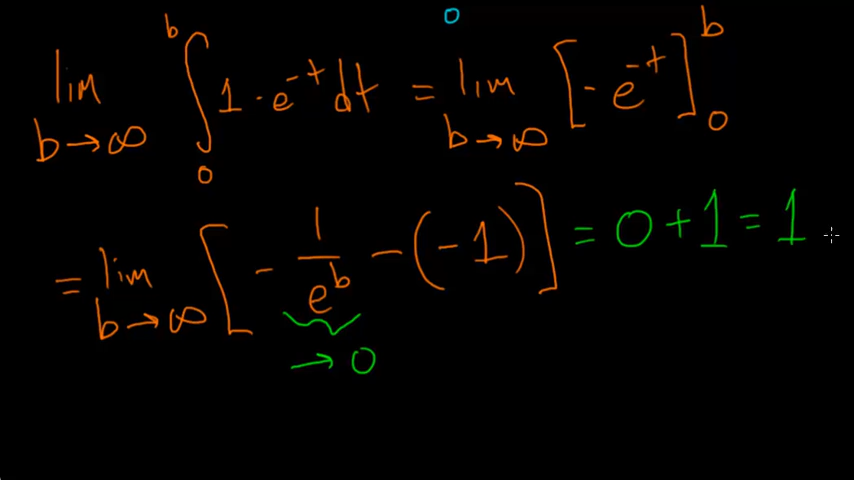 0
lim b→∞ ∫₀ᵇ 1 · e⁻ᵗ dt = lim b→∞ [- e⁻ᵗ]₀ᵇ
= lim b→∞ [- 1/eᵇ - (-1)] = 0 + 1 = 1
→ 0